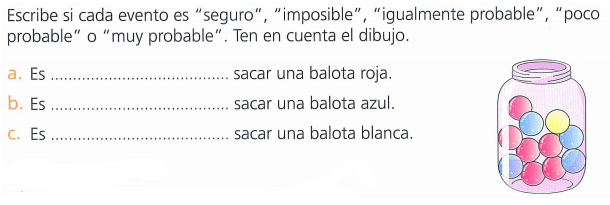 Escribe si cada evento es “seguro”, “imposible”, “igualmente probable”, “poco
probable” o “muy probable”. Ten en cuenta el dibujo.
a. Es ........................................ sacar una balota roja.
b. Es ........................................ sacar una balota azul.
c. Es ........................................ sacar una balota blanca.